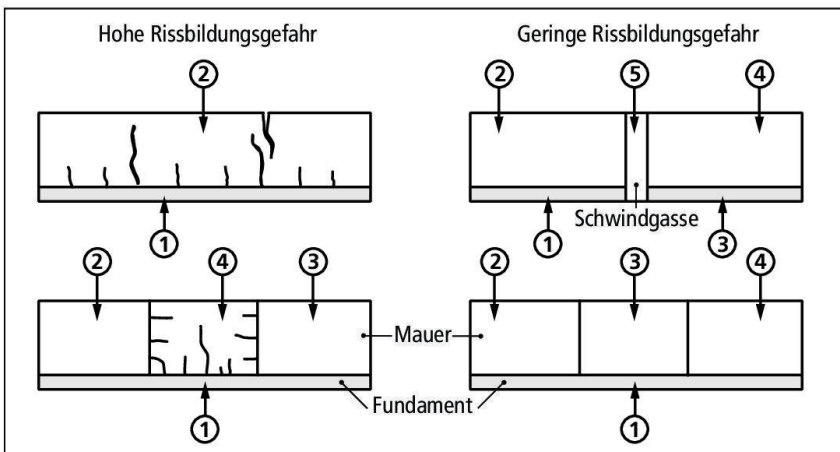 Hohe Rissbildungsgefahr
Geringe Rissbildungsgefahr
2
2 5 4
Schwindgasse
1
1 3
2 4 3
2 3 4
Mauer
Fundament
1
1